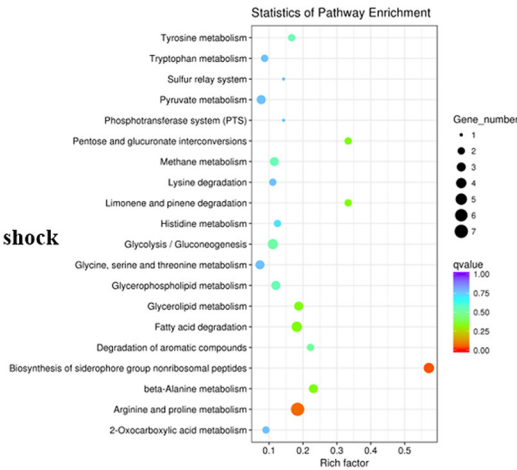 Statistics of Pathway Enrichment
Tyrosine metabolism
Tryptophan metabolism
Sulfur relay system
Pyruvate metabolism
Phosphotransferase system (PTS)
Pentose and glucuronate interconversions
Methane metabolism
Lysine degradation
Limonene and pinene degradation
Histidine metabolism
shock
Glycolysis / Gluconeogenesis
Glycine, serine and threonine metabolism
Glycerophospholipid metabolism
Glycerolipid metabolism
Fatty acid degradation
Degradation of aromatic compounds
Biosynthesis of siderophore group nonribosomal peptides
beta-Alanine metabolism
Arginine and proline metabolism
2-Oxocarboxylic acid metabolism
0.1 0.2 0.3 0.4 0.5
Rich factor
Gene_number
1
2
3
4
5
6
7
qvalue
1.00
0.75
0.50
0.25
0.00